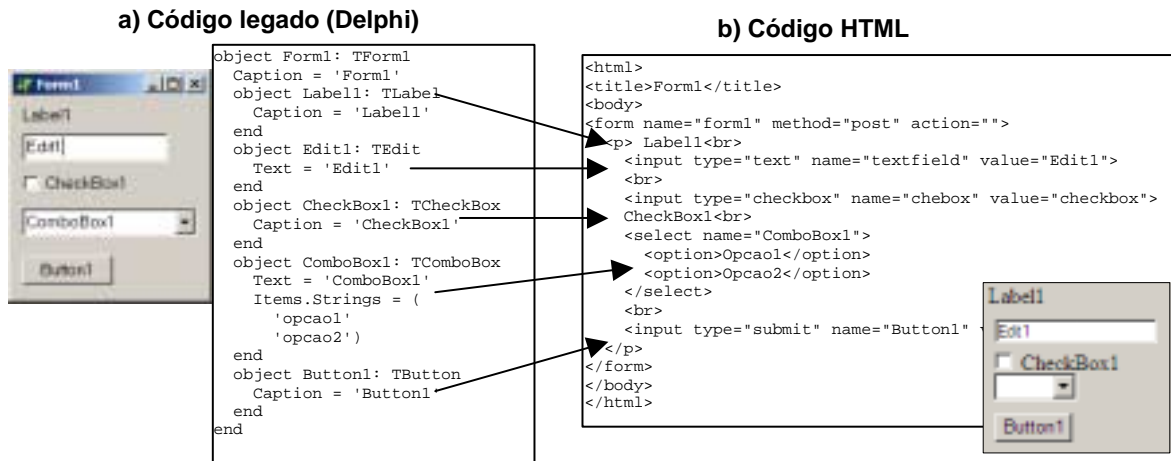 a) Código legado (Delphi)
b) Código HTML
Form1
Label1
Edit1
CheckBox1
ComboBox1
Button1
object Form1: TForm1
Caption = 'Form1'
object Label1: TLabel
Caption = 'Label1'
end
object Edit1: TEdit
Text = 'Edit1'
end
object CheckBox1: TCheckBox
Caption = 'CheckBox1'
end
object ComboBox1: TComboBox
Text = 'ComboBox1'
Items.Strings = (
'opcao1'
'opcao2')
end
object Button1: TButton
Caption = 'Button1'
end
end
<html>
<title>Form1</title>
<body>
<form name="form1" method="post" action="">
<p> Label1<br>
<input type="text" name="textfield" value="Edit1">
<br>
<input type="checkbox" name="chebox" value="checkbox">
CheckBox1<br>
<select name="ComboBox1">
<option>Opcao1</option>
<option>Opcao2</option>
</select>
<br>
<input type="submit" name="Button1"
</p>
</form>
</body>
</html>
Label1
Edit1
CheckBox1
Button1